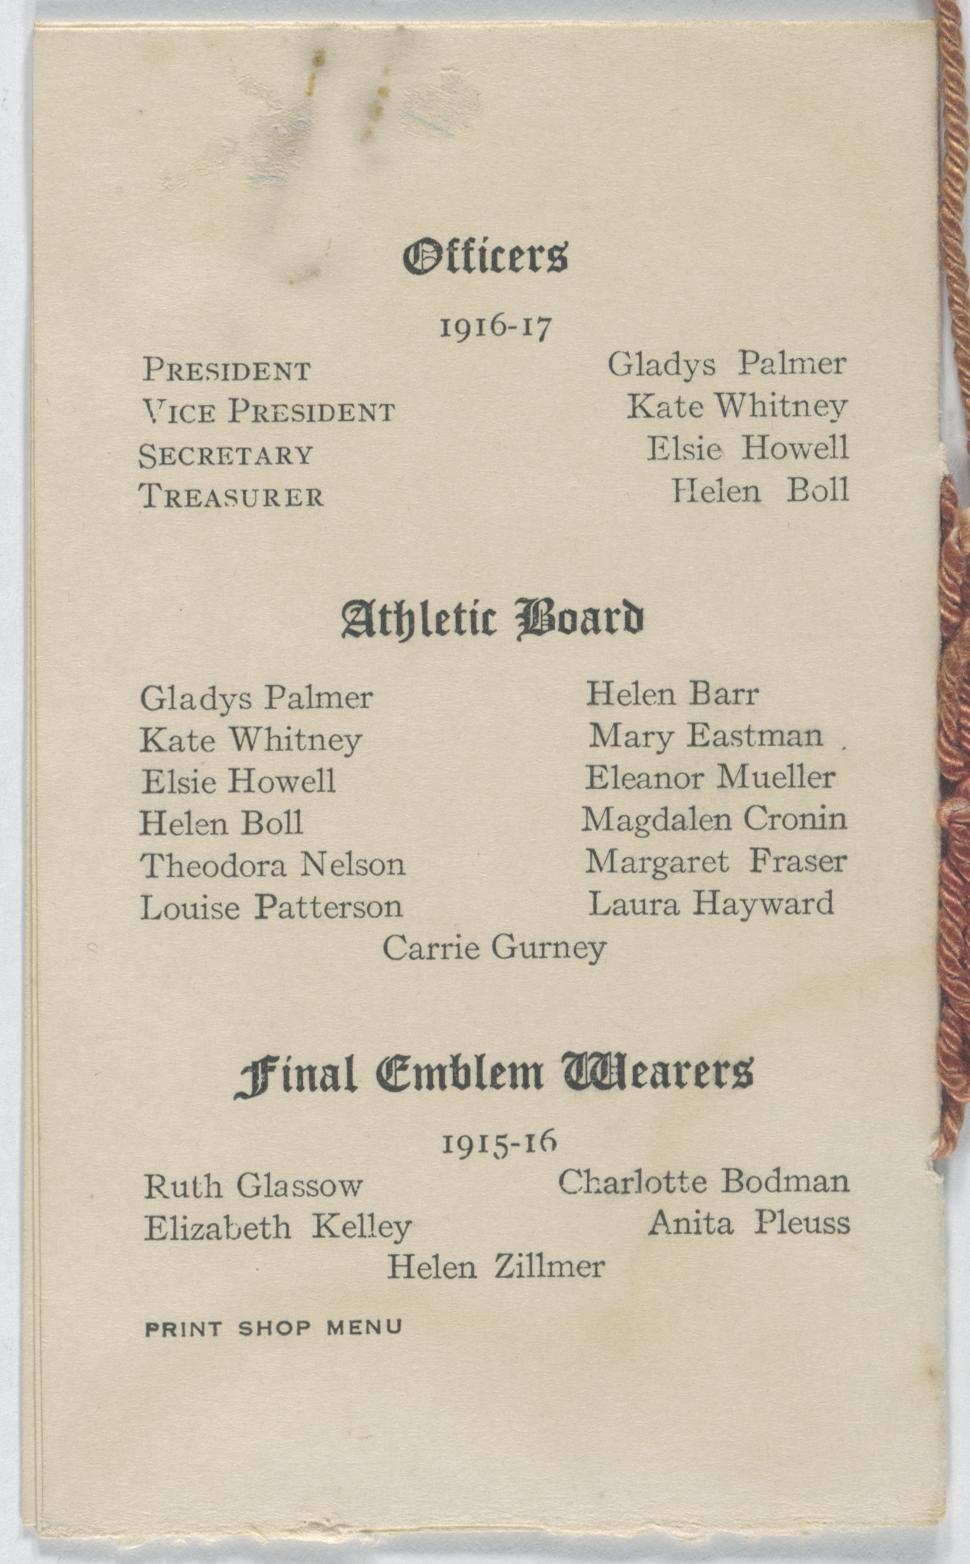 Officers
1916-17
PRESIDENT Gladys Palmer
VICE PRESIDENT Kate Whitney
SECRETARY Elsie Howell
TREASURER Helen Boll
Athletic Board
Gladys Palmer Helen Barr
Kate Whitney Mary Eastman
Elsie Howell Eleanor Mueller
Helen Boll Magdalen Cronin
Theodora Nelson Margaret Fraser
Louise Patterson Laura Hayward
Carrie Gurney
Final Emblem Wearers
1915-16
Ruth Glassow Charlotte Bodman
Elizabeth Kelley Anita Pleuss
Helen Zillmer
PRINT SHOP MENU